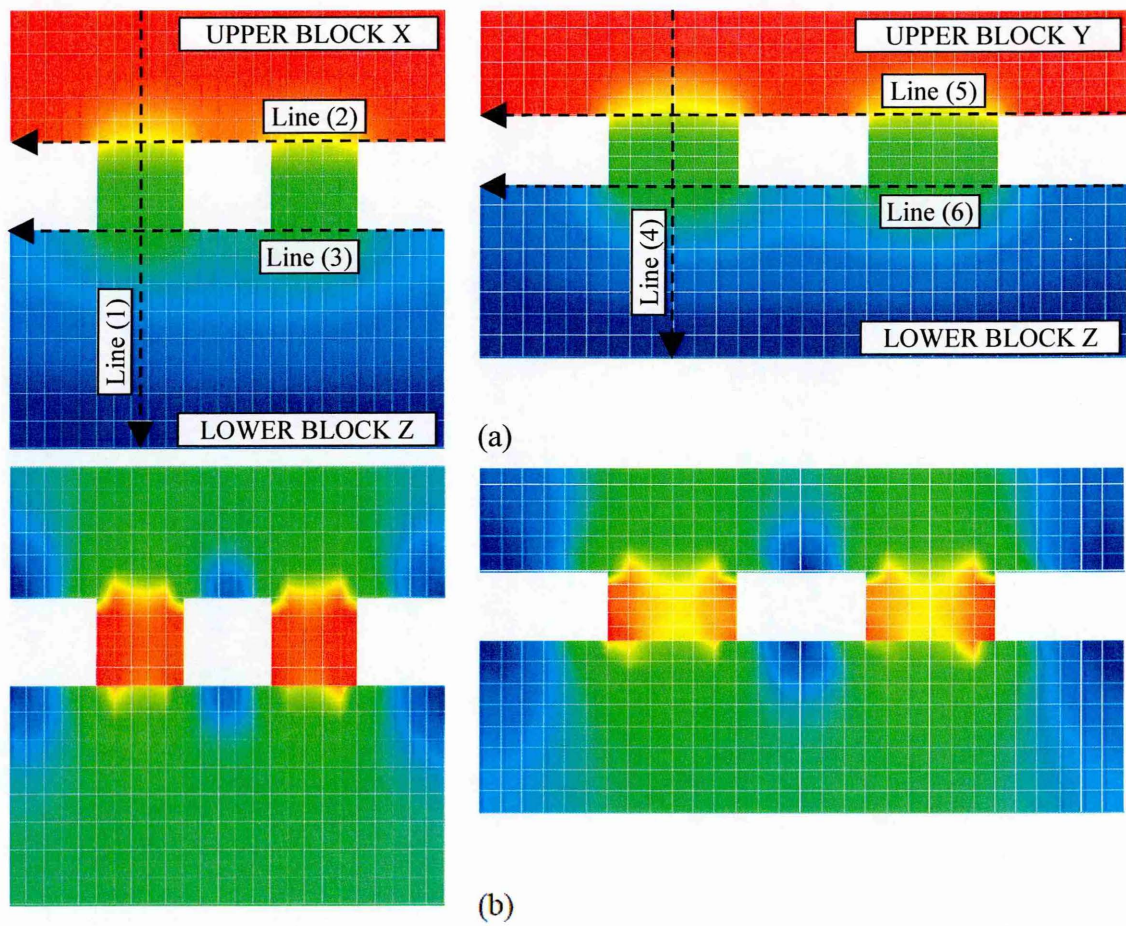 UPPER BLOCK X
Line (2)
Line (3)
Line (1)
LOWER BLOCK Z
UPPER BLOCK Y
Line (5)
Line (6)
Line (4)
LOWER BLOCK Z
(a)
(b)